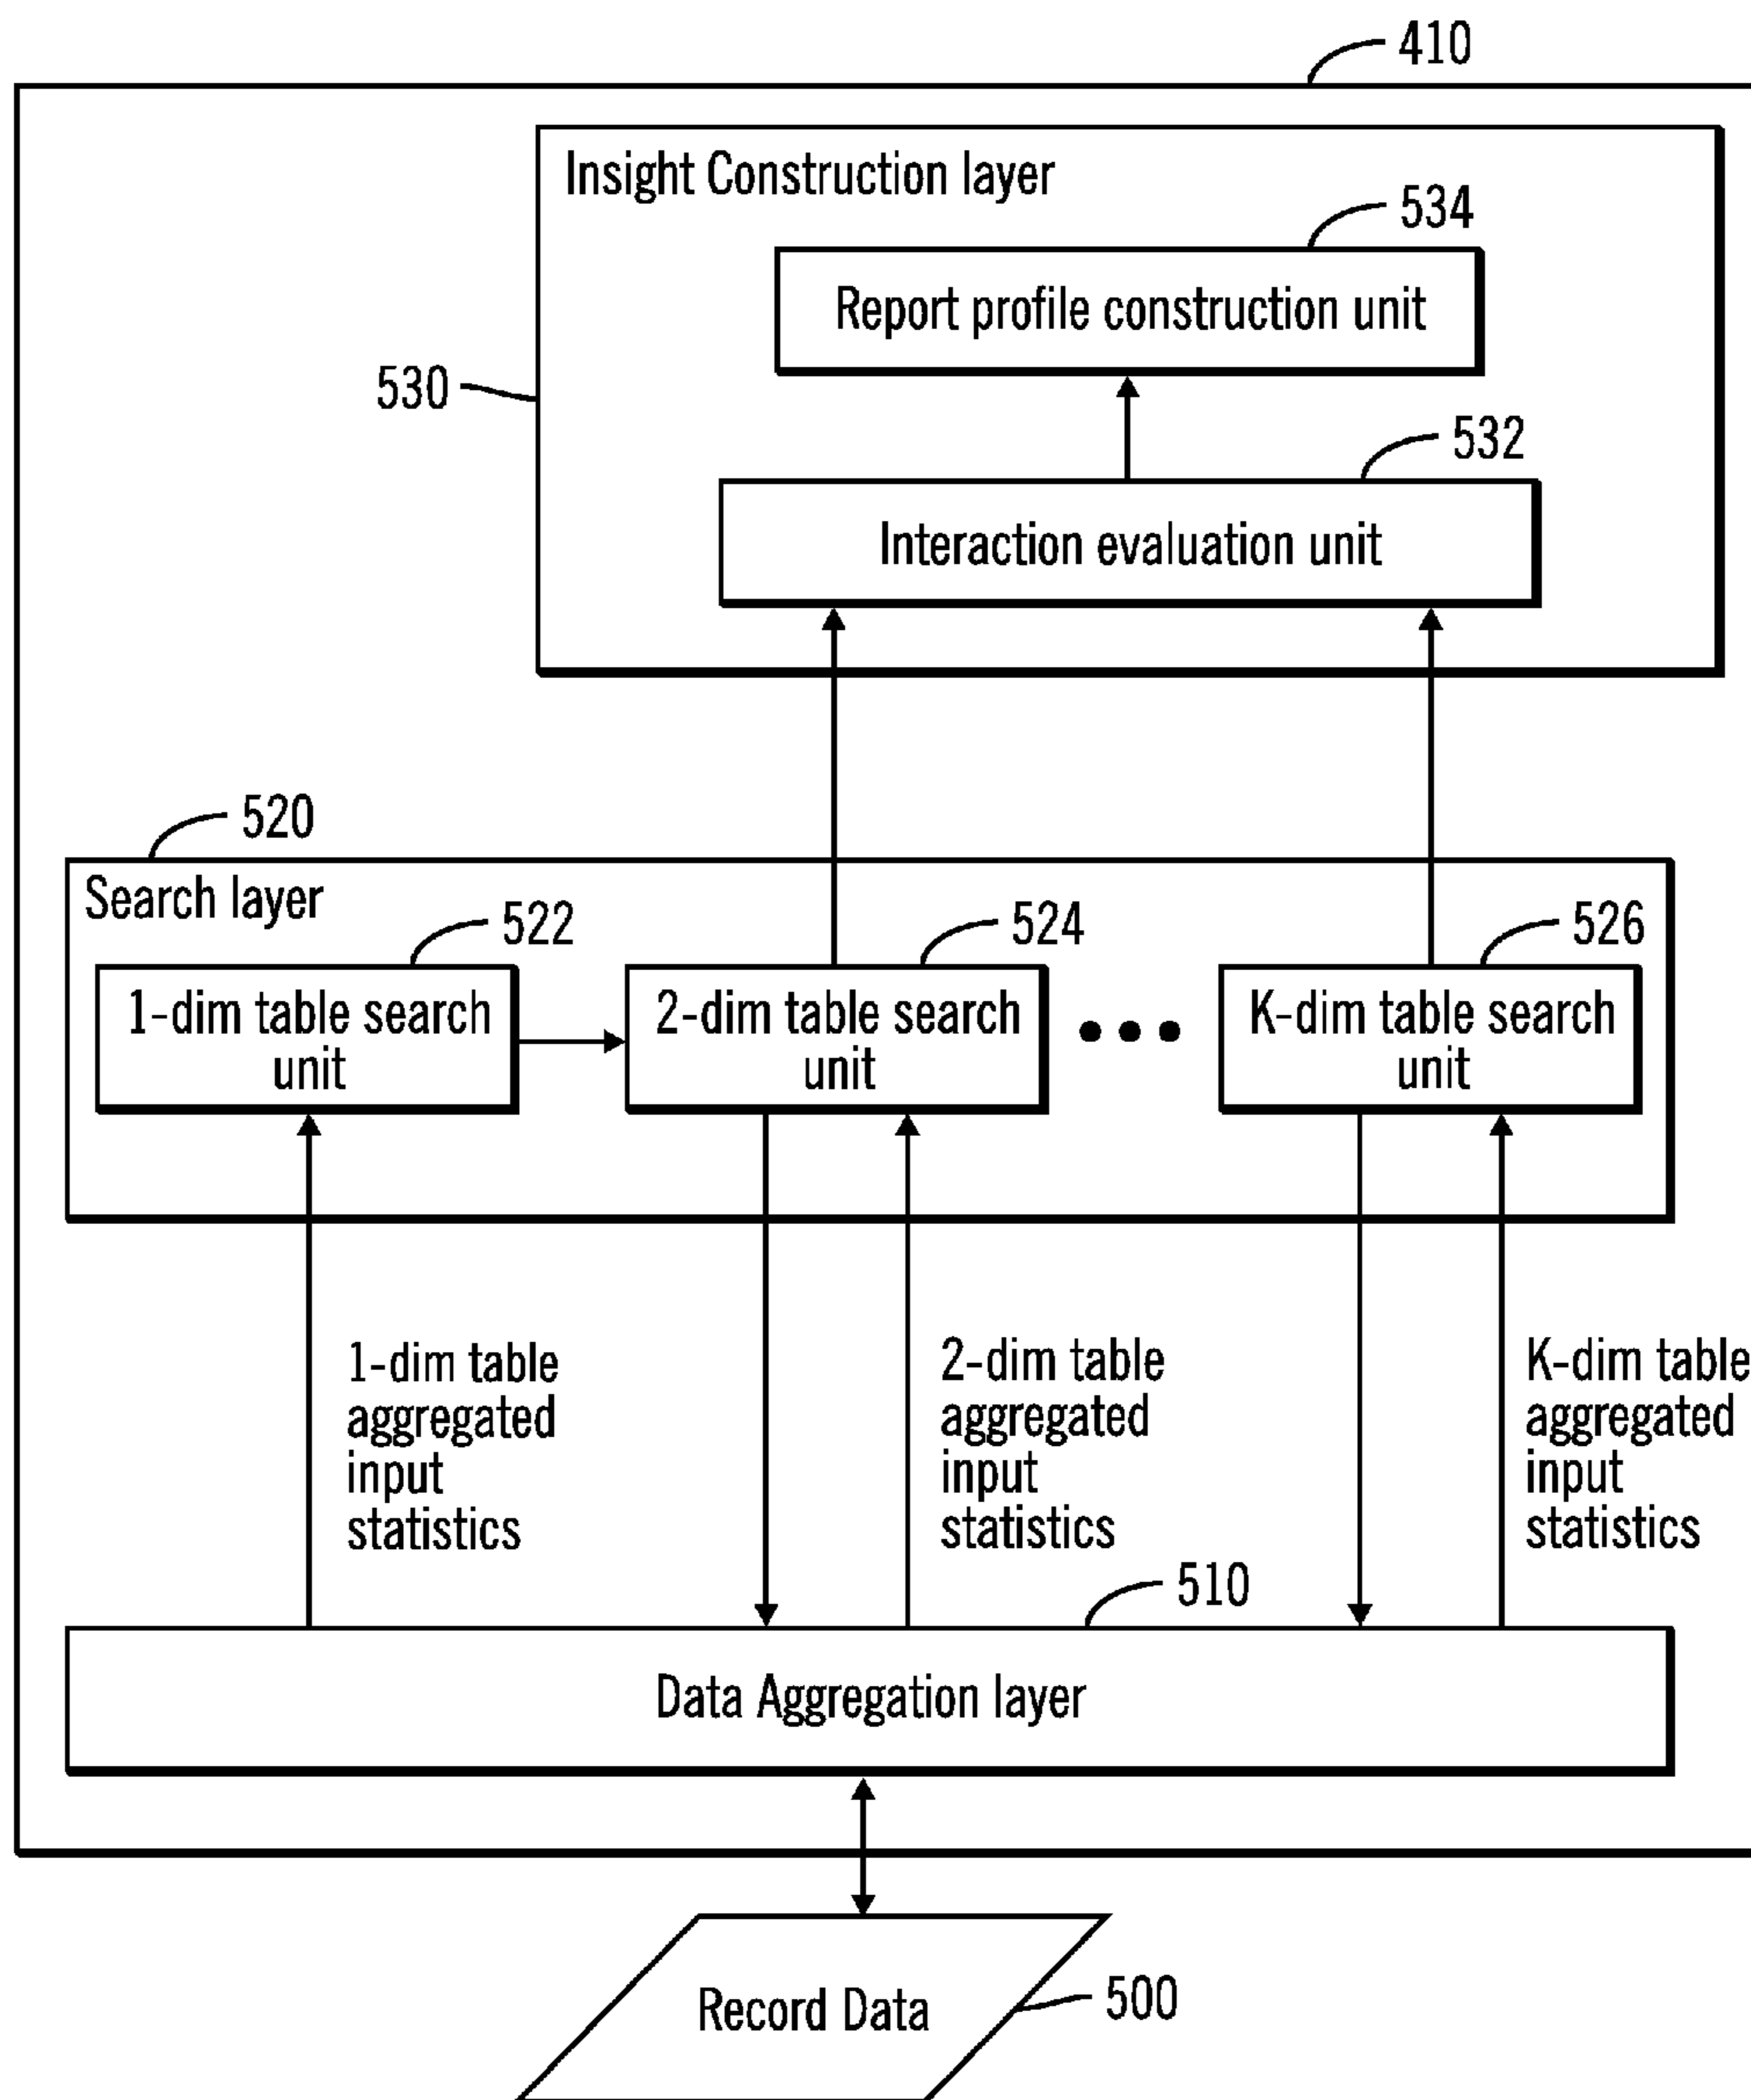 410
Insight Construction layer
534
Report profile construction unit
530
532
Interaction evaluation unit
520
Search layer
522
524
526
1-dim table search
unit
2-dim table search
unit
K-dim table search
unit
1-dim table
aggregated
input
statistics
2-dim table
aggregated
input
statistics
K-dim table
aggregated
input
statistics
510
Data Aggregation layer
Record Data
500